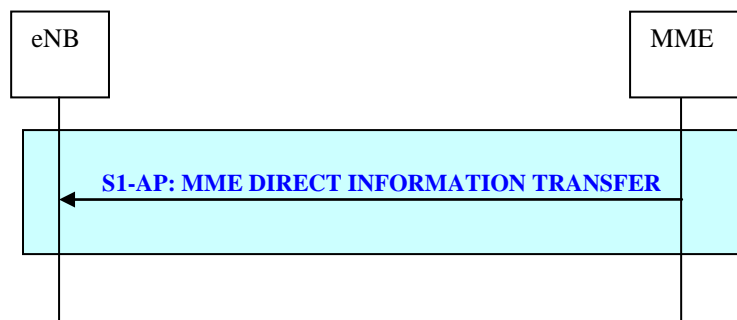 eNB
MME
S1-AP: MME DIRECT INFORMATION TRANSFER